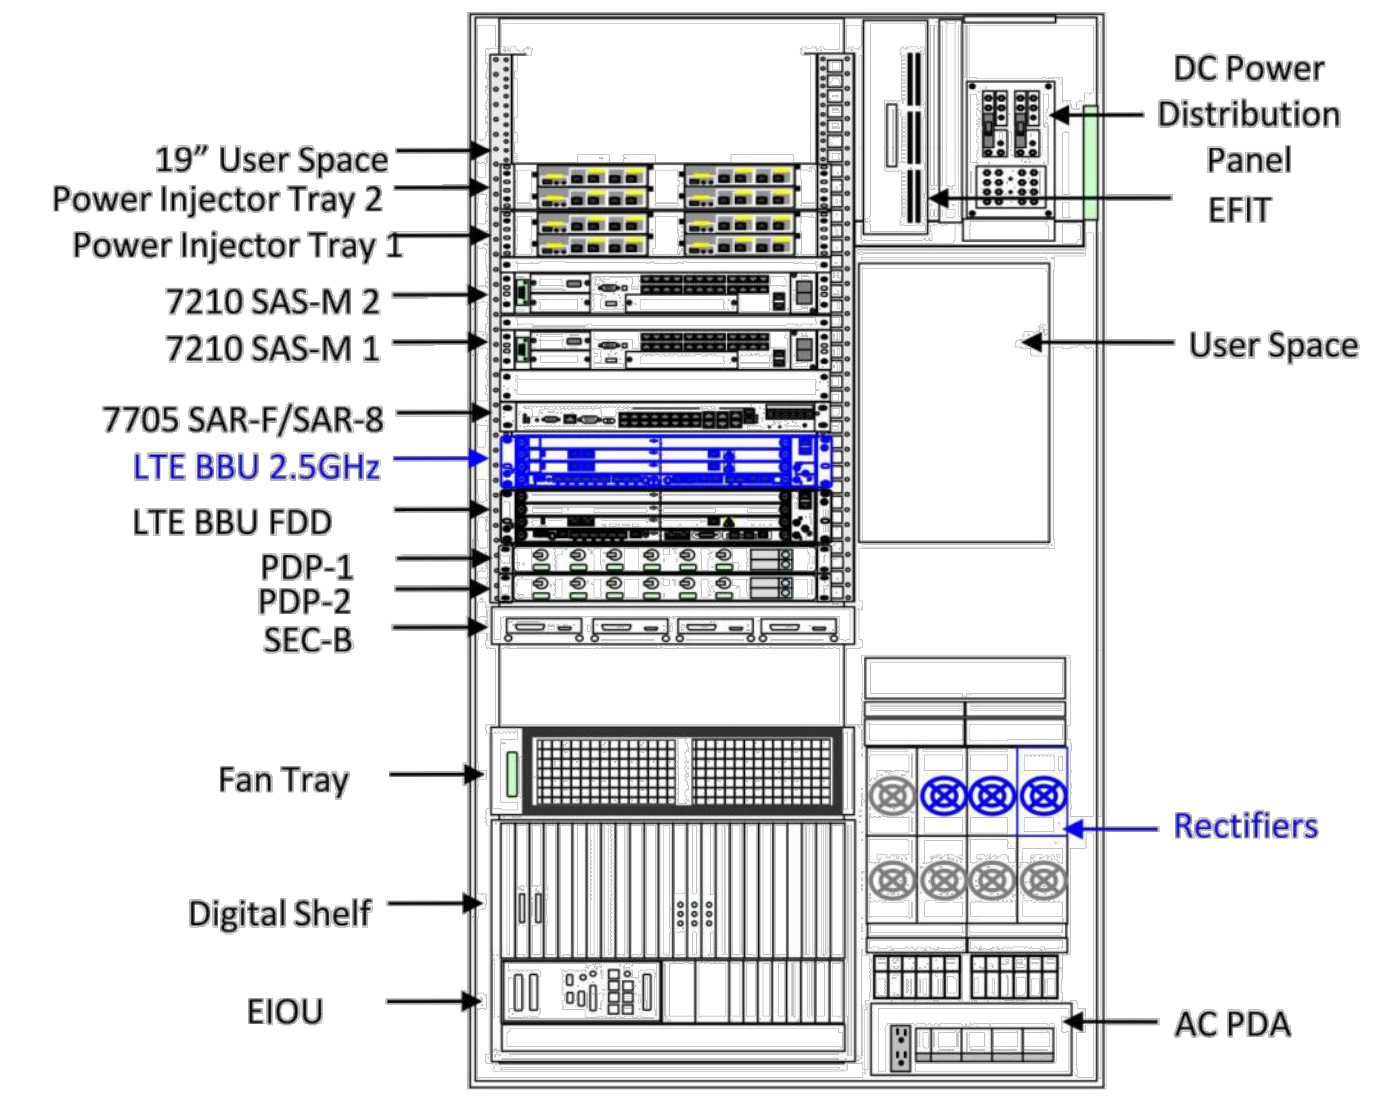 19” User Space
Power Injector Tray 2
Power Injector Tray 1
7210 SAS-M 2
7210 SAS-M 1
7705 SAR-F/SAR-8
LTE BBU 2.5GHz
LTE BBU FDD
PDP-1
PDP-2
SEC-B
Fan Tray
Digital Shelf
EIOU
DC Power
Distribution
Panel
EFIT
User Space
Rectifiers
AC PDA